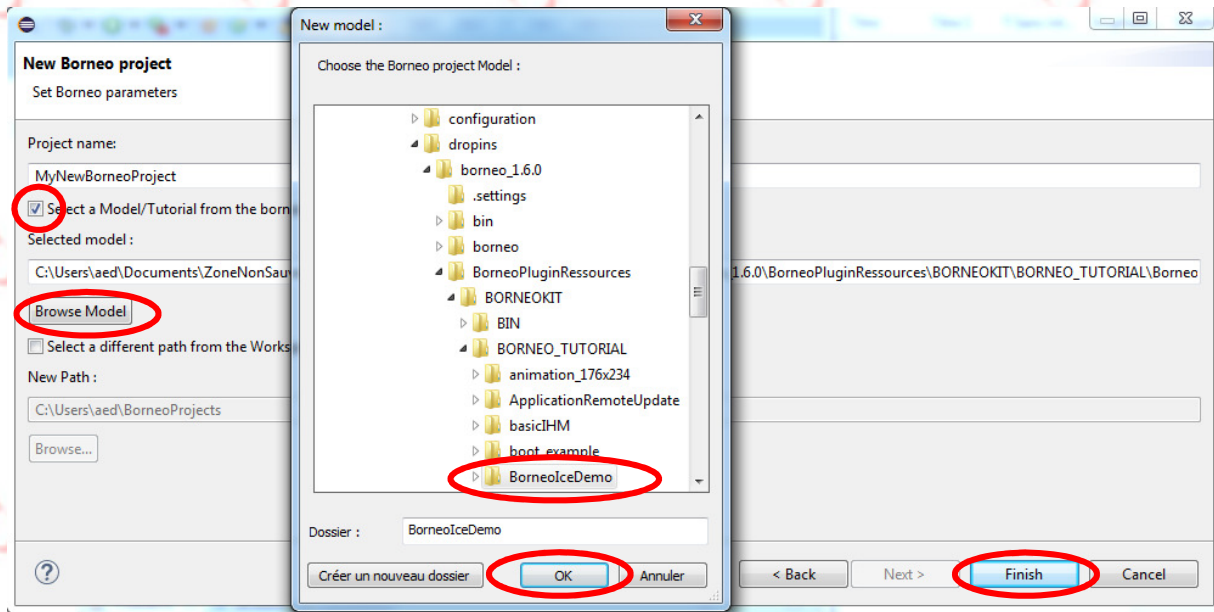 New Borneo project
Set Borneo parameters
Project name:
MyNewBorneoProject
Select a Model/Tutorial from the born
Selected model :
C:\Users\aed\Documents\ZoneNonSau
1.6.0\BorneoPluginRessources\BORNEOKIT\BORNEO_TUTORIAL\Borneo
Browse Model
Select a different path from the Works
New Path :
C:\Users\aed\BorneoProjects
Browse...
New model :
Choose the Borneo project Model :
configuration
dropins
borneo_1.6.0
.settings
bin
borneo
BorneoPluginRessources
BORNEOKIT
BIN
BORNEO_TUTORIAL
animation_176x234
ApplicationRemoteUpdate
basicIHM
boot_example
BorneoIceDemo
Dossier : BorneoIceDemo
Créer un nouveau dossier OK Annuler
< Back Next > Finish Cancel